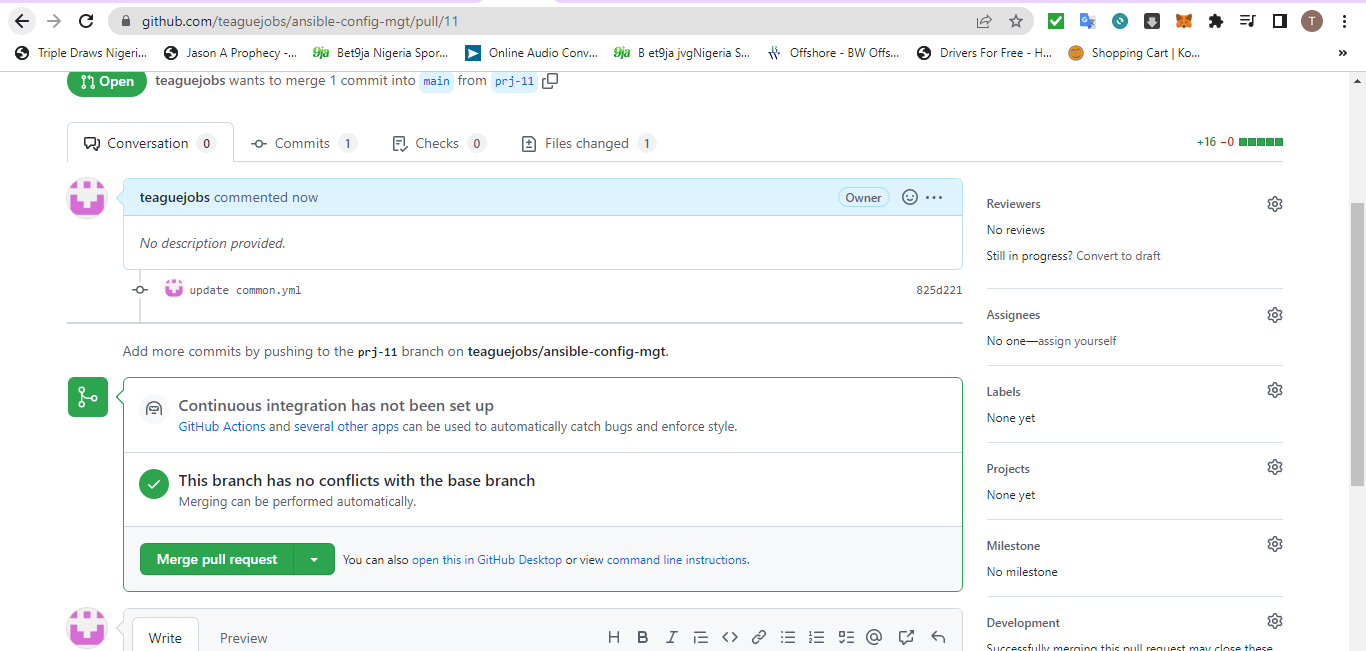 github.com/teaguejobs/ansible-config-mgt/pull/11
T
Triple Draws Nigeri... Jason A Prophecy -... 9ja Bet9ja Nigeria Spor... Online Audio Conv... 9ja B et9ja jvgNigeria S... Offshore - BW Offs... Drivers For Free - H... Shopping Cart | Ko... »
Open teaguejobs wants to merge 1 commit into main from prj-11
Conversation 0 Commits 1 Checks 0 Files changed 1 +16 −0
teaguejobs commented now Owner
No description provided.
update common.yml 825d221
Add more commits by pushing to the prj-11 branch on teaguejobs/ansible-config-mgt.
Continuous integration has not been set up
GitHub Actions and several other apps can be used to automatically catch bugs and enforce style.
This branch has no conflicts with the base branch
Merging can be performed automatically.
Merge pull request You can also open this in GitHub Desktop or view command line instructions.
Write Preview
Reviewers
No reviews
Still in progress? Convert to draft
Assignees
No one—assign yourself
Labels
None yet
Projects
None yet
Milestone
No milestone
Development
Successfully merging this pull request may close these